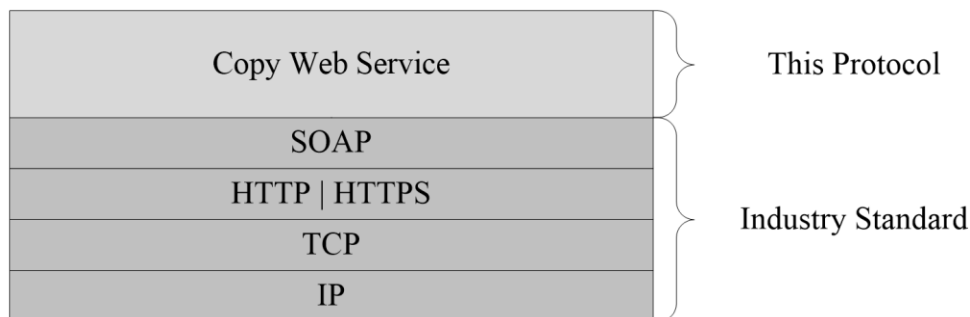 Copy Web Service
This Protocol
SOAP
HTTP | HTTPS
TCP
IP
Industry Standard